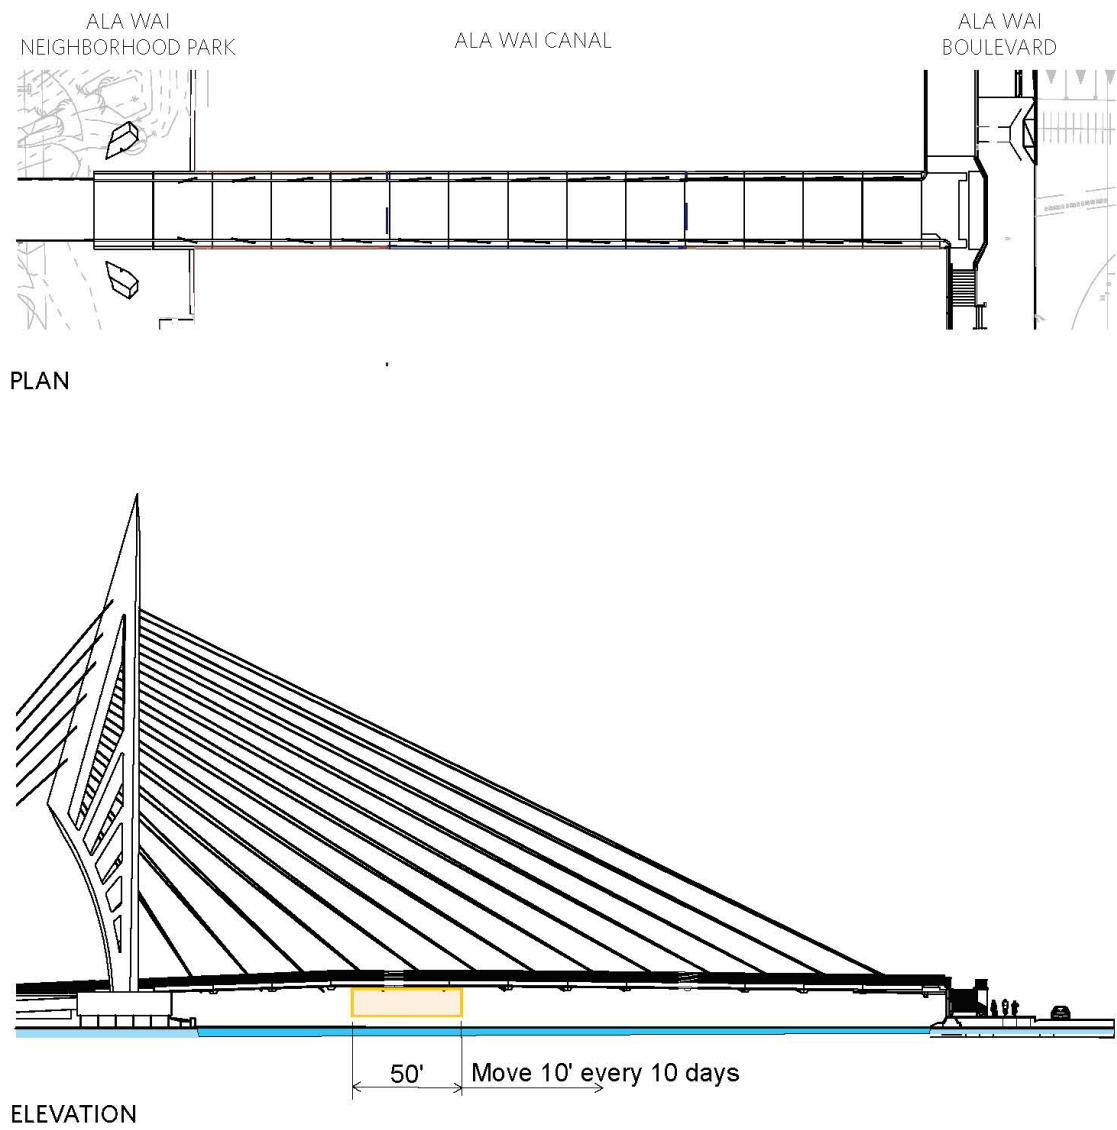 ALA WAI
NEIGHBORHOOD PARK
ALA WAI CANAL
ALA WAI
BOULEVARD
PLAN
50'
Move 10' every 10 days
ELEVATION